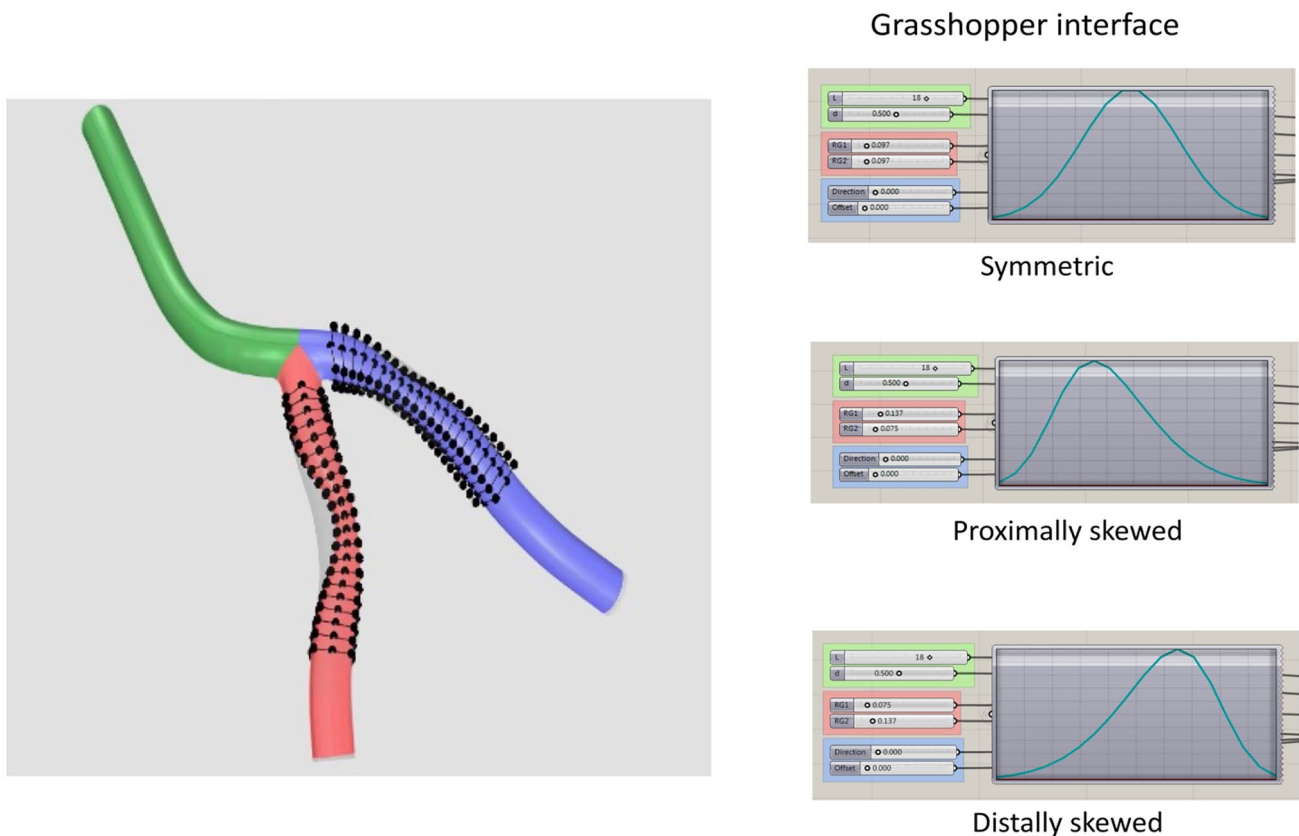 Grasshopper interface
L 18
d 0.500
RG1 0.097
RG2 0.097
Direction 0.000
Offset 0.000
Symmetric
L 18
d 0.500
RG1 0.137
RG2 0.075
Direction 0.000
Offset 0.000
Proximally skewed
L 18
d 0.500
RG1 0.075
RG2 0.137
Direction 0.000
Offset 0.000
Distally skewed